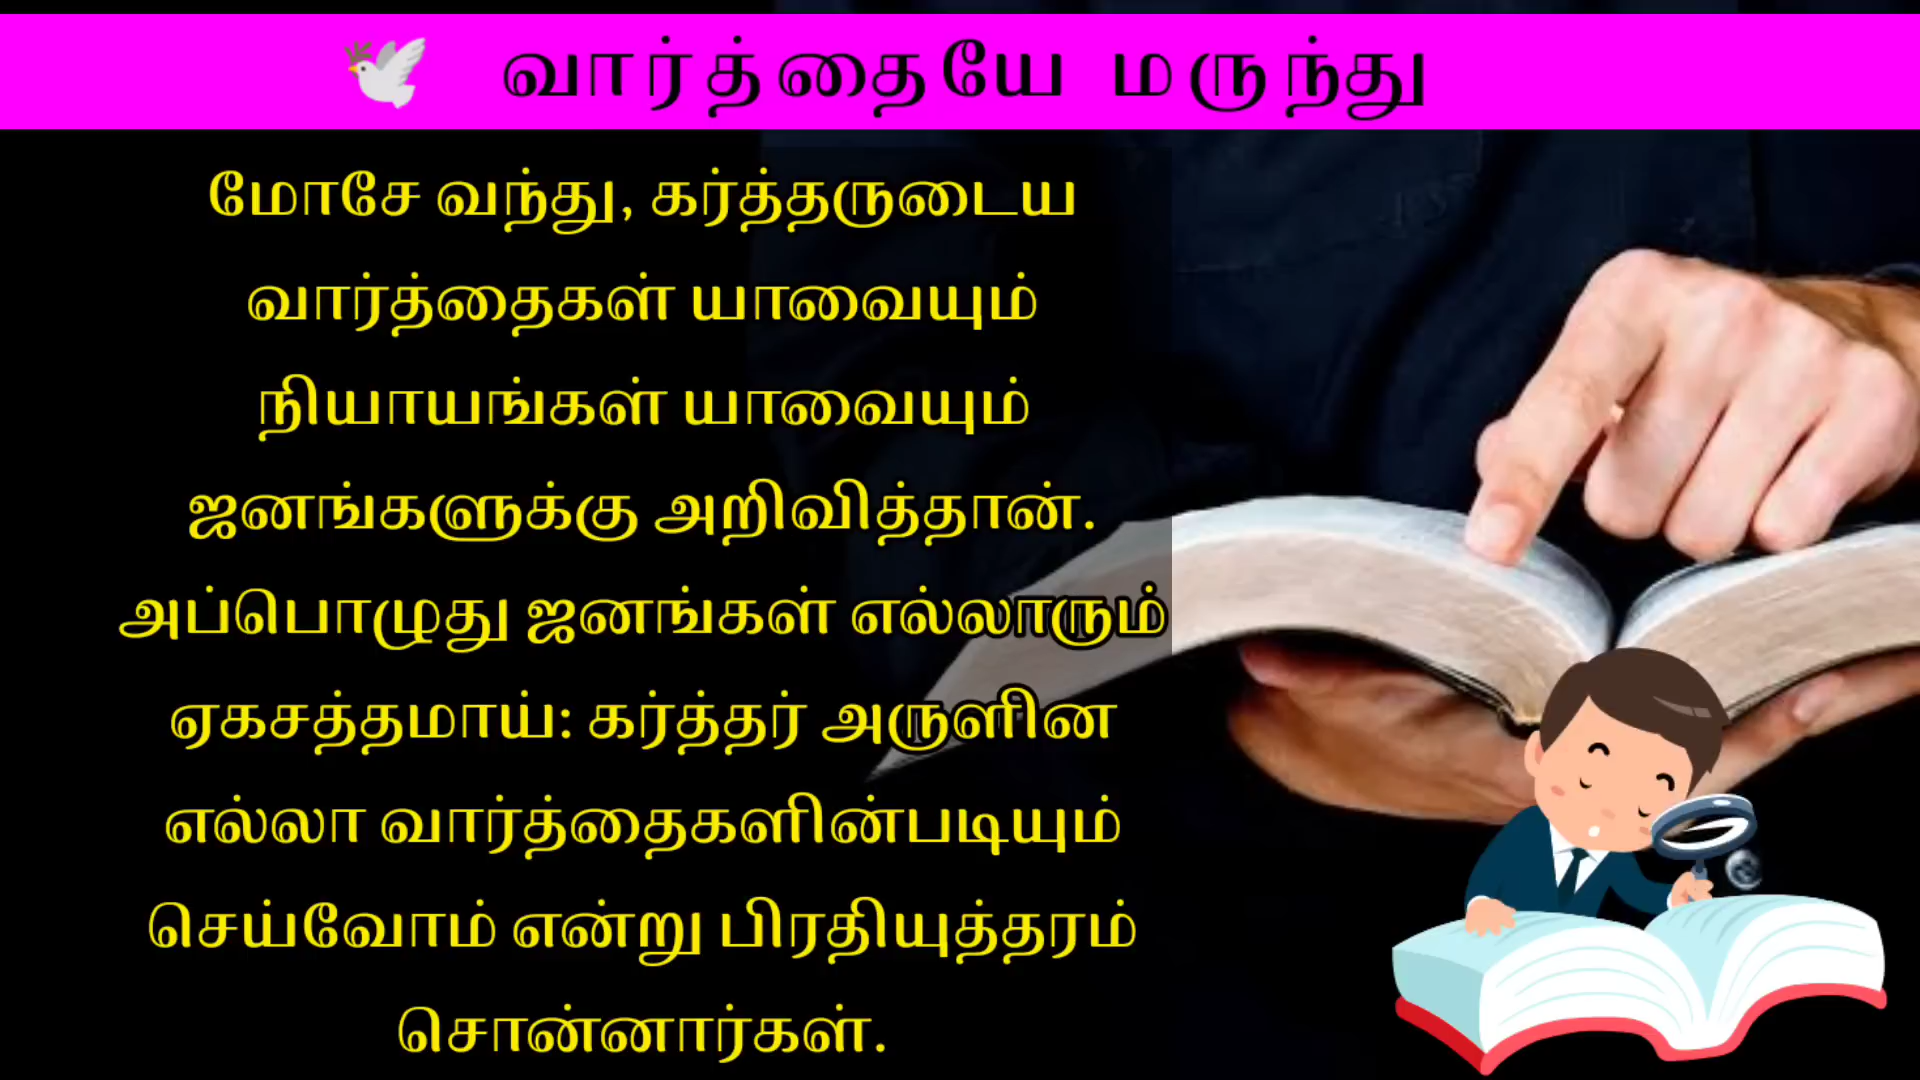 வார்த்தையே மருந்து
மோசே வந்து, கர்த்தருடைய
வார்த்தைகள் யாவையும்
நியாயங்கள் யாவையும்
ஜனங்களுக்கு அறிவித்தான்.
அப்பொழுது ஜனங்கள் எல்லாரும்
ஏகசத்தமாய்: கர்த்தர் அருளின
எல்லா வார்த்தைகளின்படியும்
செய்வோம் என்று பிரதியுத்தரம்
சொன்னார்கள்.